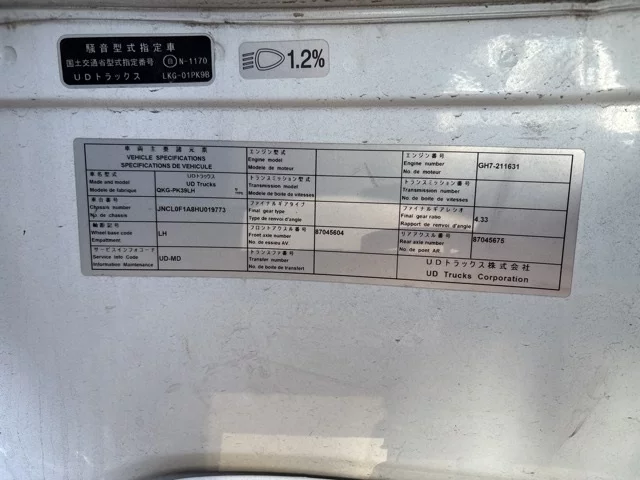 騒音型式指定車
国土交通省型式指定番号 自 N-1170
UDトラックス LKG-01PK9B
1.2%
車両主要諸元表
VEHICLE SPECIFICATIONS
SPECIFICATIONS DE VEHICULE
車名型式 UDトラックス
Make and model UD Trucks
Modele de fabrique QKG-PK39LH
車台番号
Chassis number JNCL0F1A8HU019773
No de chassis
軸距記号
Wheel base code LH
Empattement
サービスインフォコード
Service info Code UD-MD
Information Maintenance
エンジン型式
Engine model
Modele de moteur
トランスミッション型式
Transmission model
Modele de boite de vitesses
ファイナルギアタイプ
Final gear type
Type de renvoi d'angle
フロントアクスル番号 87045604
Front axle number
No de essieu AV.
トランスファ番号
Transfer number
No de boite de transfert
エンジン番号
Engine number GH7-211631
No. de moteur
トランスミッション番号
Transmission number
No. de boite de vitesses
ファイナルギアレシオ
Final gear ratio 4.33
Rapport de renvoi d'angle
リアアクスル番号 87045675
Rear axle number
No de pont AR.
UDトラックス株式会社
UD Trucks Corporation